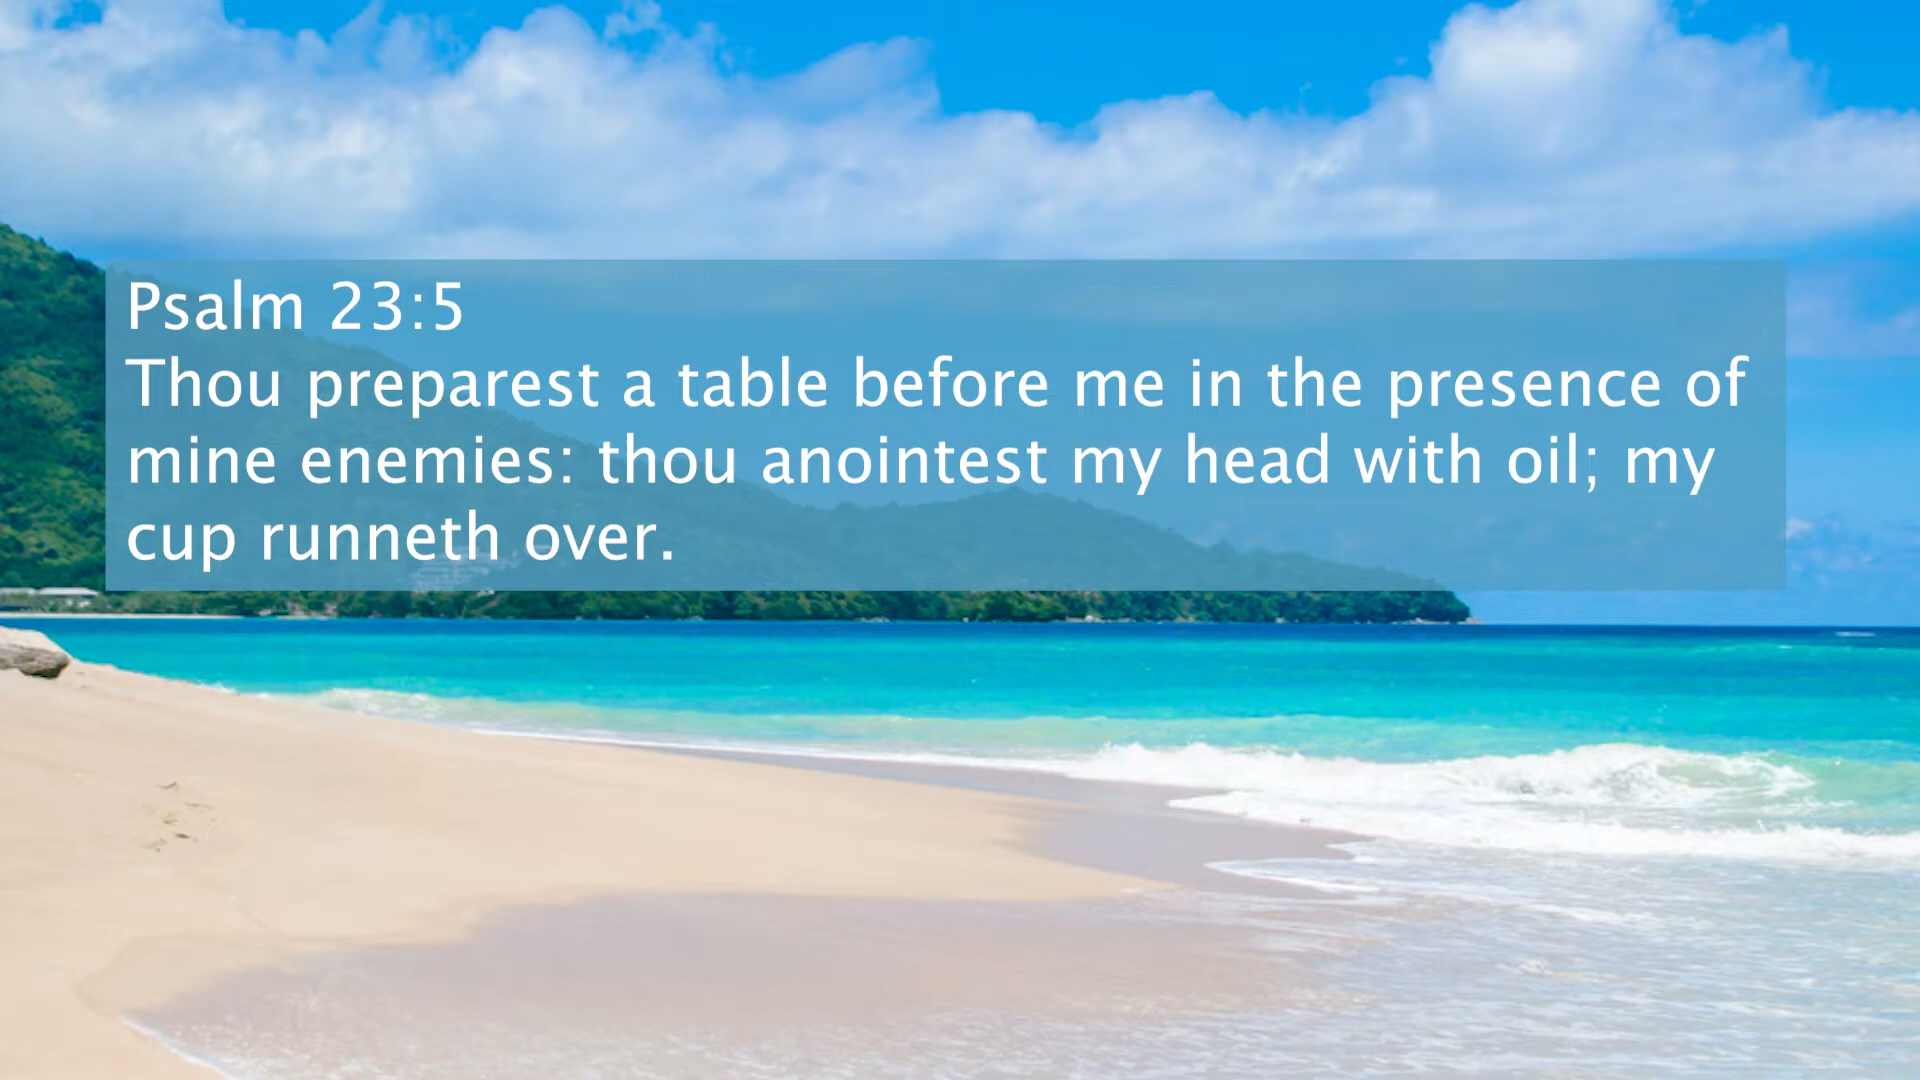 Psalm 23:5
Thou preparest a table before me in the presence of
mine enemies: thou anointest my head with oil; my
cup runneth over.